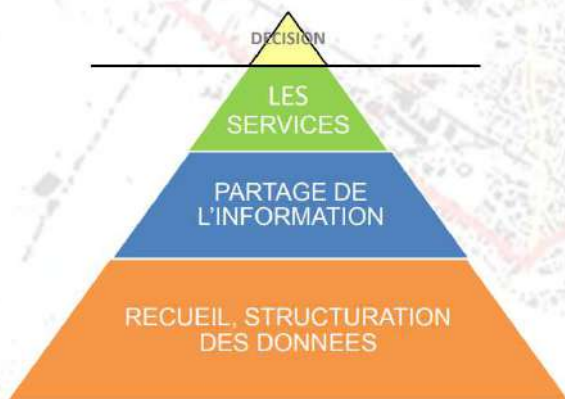 DECISION
LES
SERVICES
PARTAGE DE
L'INFORMATION
RECUEIL, STRUCTURATION
DES DONNEES